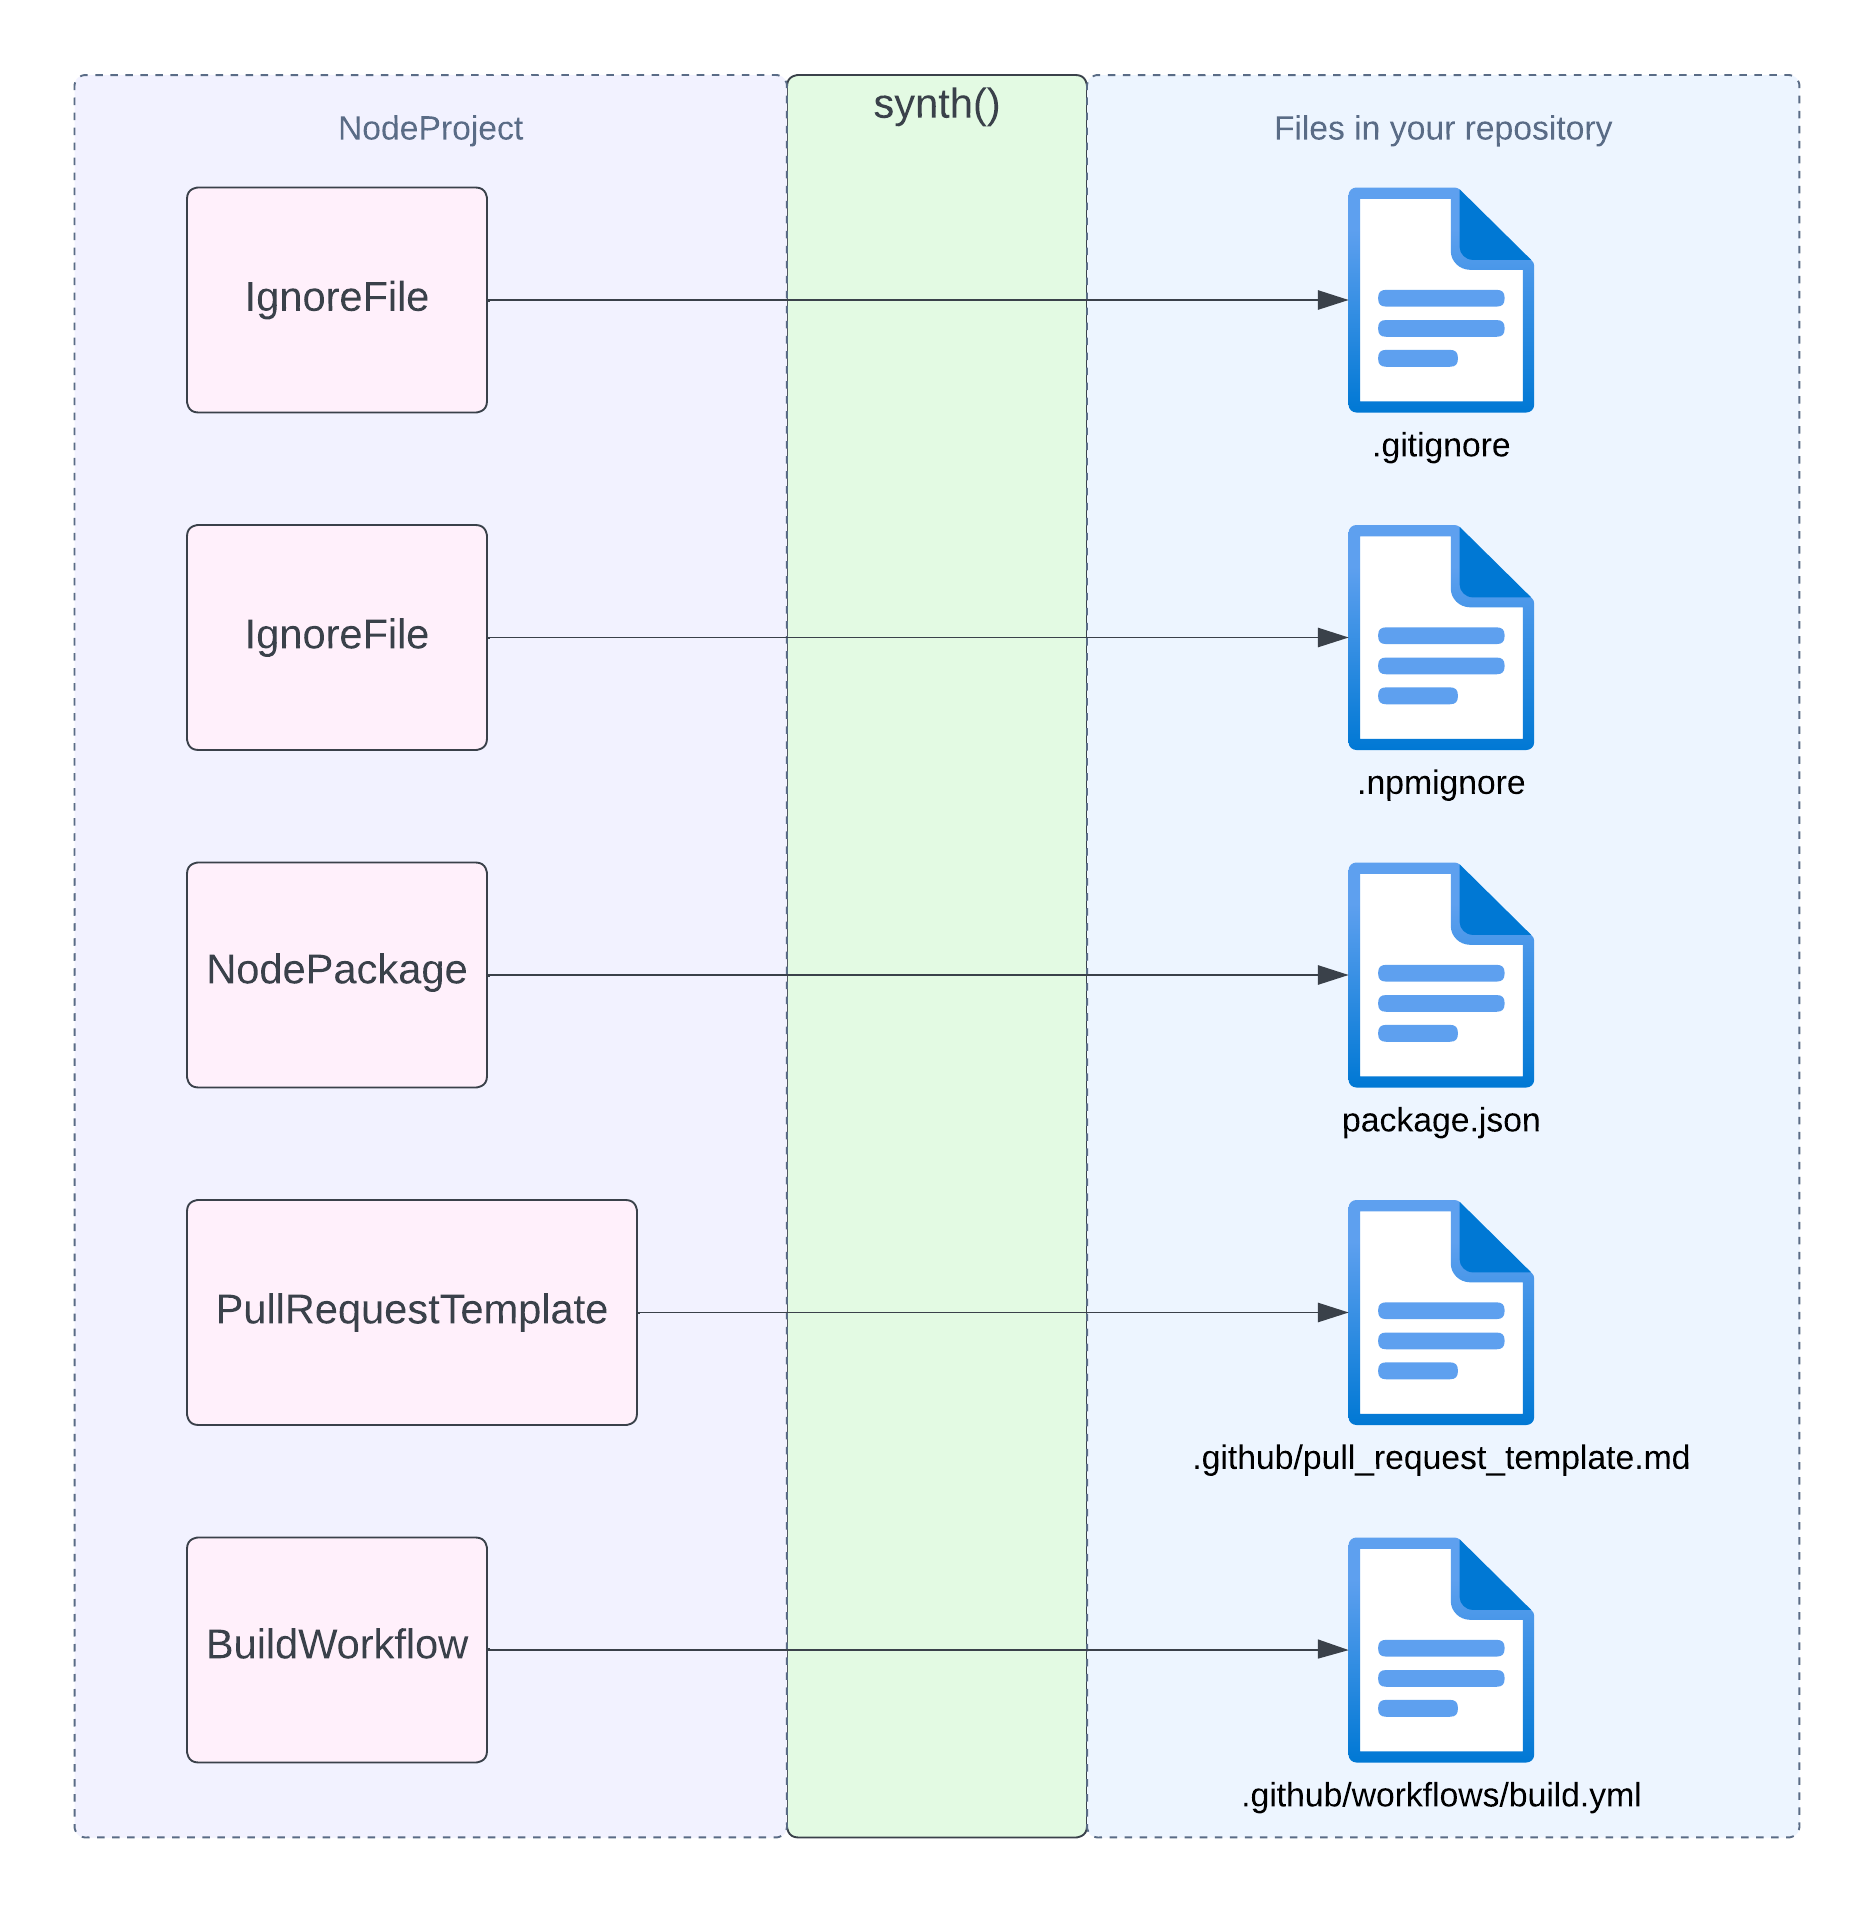 NodeProject
synth()
Files in your repository
IgnoreFile
.gitignore
IgnoreFile
.npmignore
NodePackage
package.json
PullRequestTemplate
.github/pull_request_template.md
BuildWorkflow
.github/workflows/build.yml